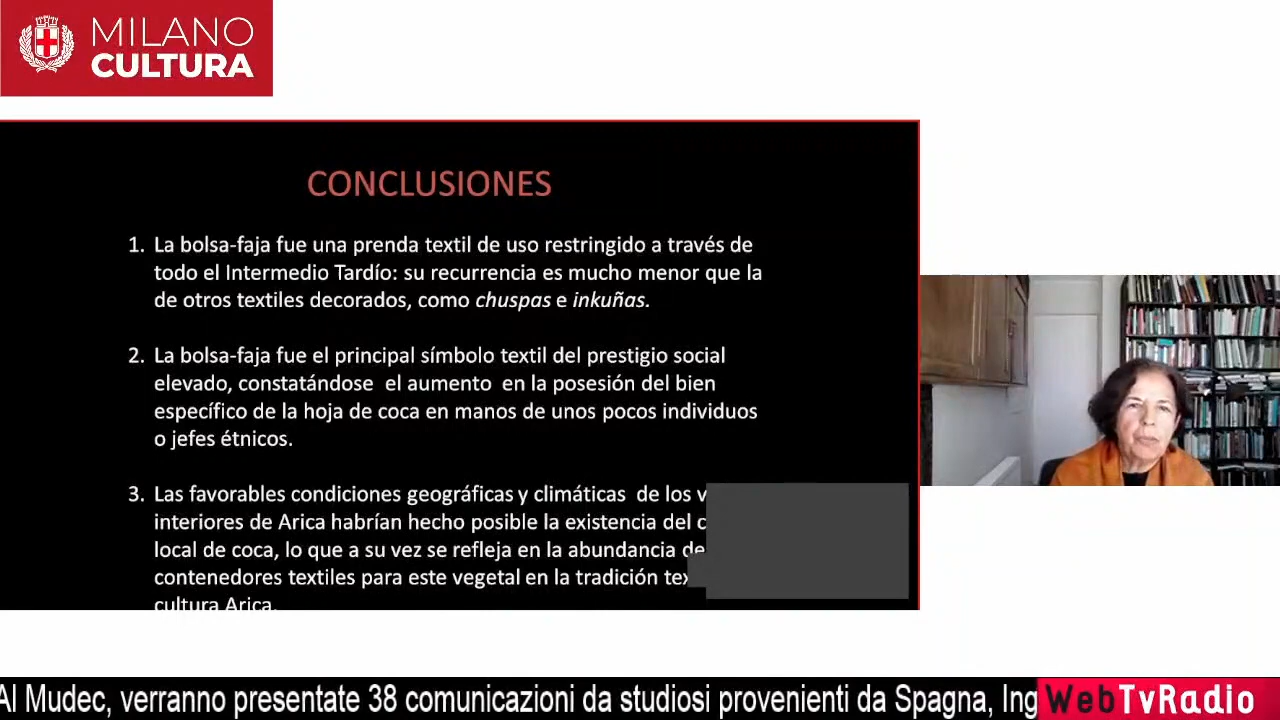 MILANO
CULTURA
CONCLUSIONES
1. La bolsa-faja fue una prenda textil de uso restringido a través de
todo el Intermedio Tardío: su recurrencia es mucho menor que la
de otros textiles decorados, como chuspas e inkuñas.
2. La bolsa-faja fue el principal símbolo textil del prestigio social
elevado, constatándose el aumento en la posesión del bien
específico de la hoja de coca en manos de unos pocos individuos
o jefes étnicos.
3. Las favorables condiciones geográficas y climáticas de los
interiores de Arica habrían hecho posible la existencia del
local de coca, lo que a su vez se refleja en la abundancia de
contenedores textiles para este vegetal en la tradición
cultura Arica.
Al Mudec, verranno presentate 38 comunicazioni da studiosi provenienti da Spagna, Ing
WebTvRadio